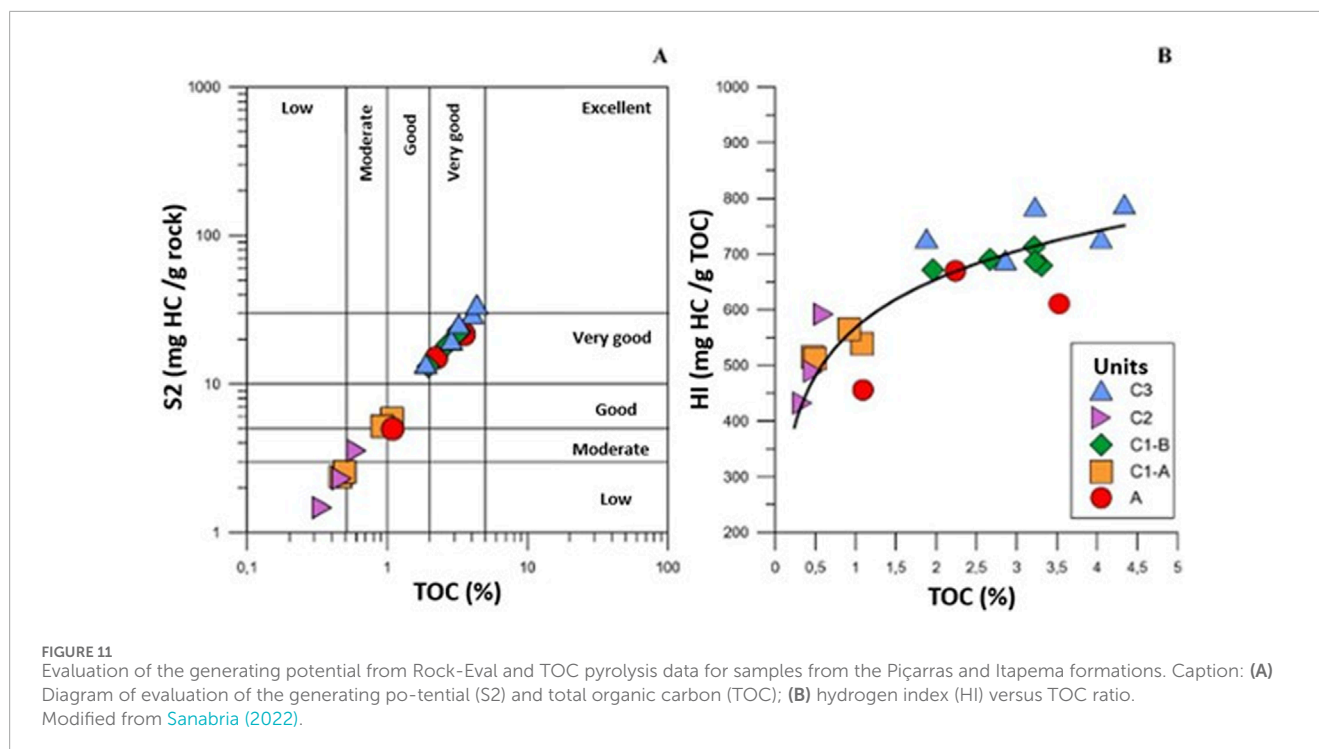 A
B
1000
100
10
1
S2 (mg HC /g rock)
Low
Moderate
Good
Very good
Excellent
Very good
Good
Moderate
Low
0,1
1
10
100
TOC (%)
1000
900
800
700
600
500
400
300
200
HI (mg HC /g TOC)
Units
C3
C2
C1-B
C1-A
A
0
0,5
1
1,5
2
2,5
3
3,5
4
4,5
5
TOC (%)
FIGURE 11
Evaluation of the generating potential from Rock-Eval and TOC pyrolysis data for samples from the Piçarras and Itapema formations. Caption: (A)
Diagram of evaluation of the generating po-tential (S2) and total organic carbon (TOC); (B) hydrogen index (HI) versus TOC ratio.
Modified from Sanabria (2022).